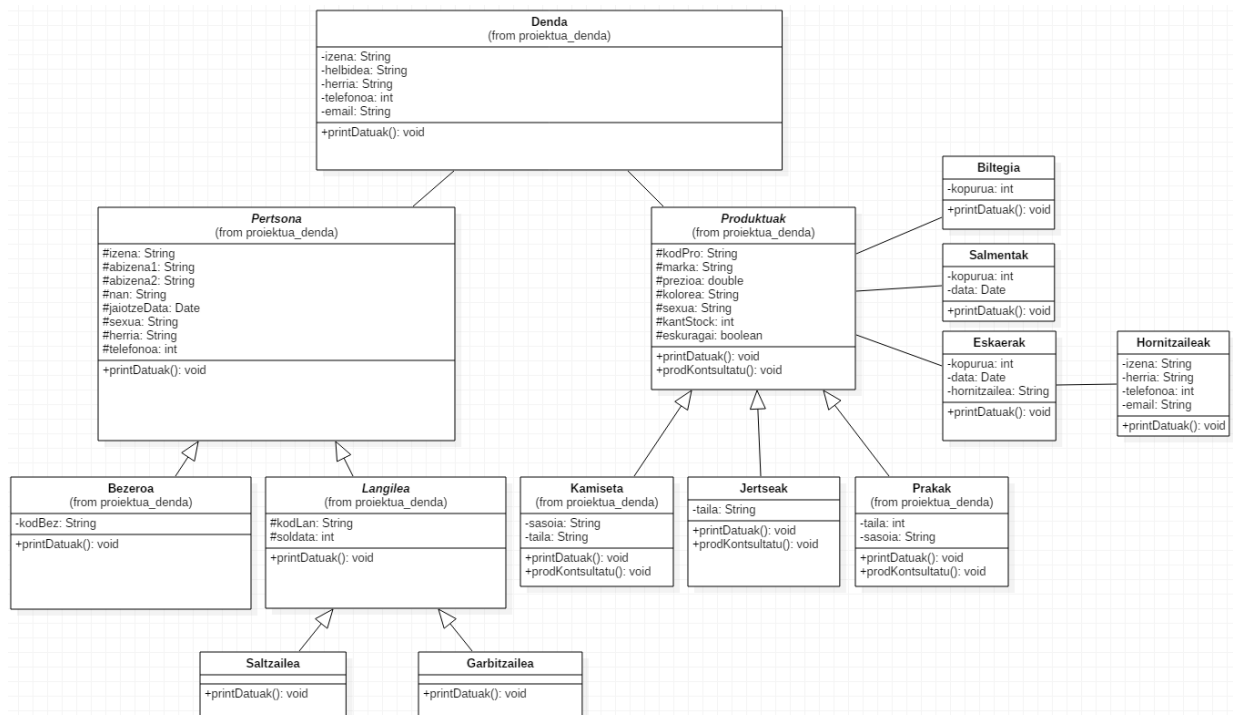 Denda
(from proiektua_denda)
-izena: String
-helbidea: String
-herria: String
-telefonoa: int
-email: String
+printDatuak(): void
Pertsona
(from proiektua_denda)
#izena: String
#abizena1: String
#abizena2: String
#nan: String
#jaiotzeData: Date
#sexua: String
#herria: String
#telefonoa: int
+printDatuak(): void
Produktuak
(from proiektua_denda)
#kodPro: String
#marka: String
#prezioa: double
#kolorea: String
#sexua: String
#kantStock: int
#eskuragai: boolean
+printDatuak(): void
+prodKontsultatu(): void
Biltegia
-kopurua: int
+printDatuak(): void
Salmentak
-kopurua: int
-data: Date
+printDatuak(): void
Eskaerak
-kopurua: int
-data: Date
-hornitzailea: String
+printDatuak(): void
Hornitzaileak
-izena: String
-herria: String
-telefonoa: int
-email: String
+printDatuak(): void
Bezeroa
(from proiektua_denda)
-kodBez: String
+printDatuak(): void
Langilea
(from proiektua_denda)
#kodLan: String
#soldata: int
+printDatuak(): void
Kamiseta
(from proiektua_denda)
-sasoia: String
-taila: String
+printDatuak(): void
+prodKontsultatu(): void
Jertseak
-taila: String
+printDatuak(): void
+prodKontsultatu(): void
Prakak
(from proiektua_denda)
-taila: int
-sasoia: String
+printDatuak(): void
+prodKontsultatu(): void
Saltzailea
+printDatuak(): void
Garbitzailea
+printDatuak(): void